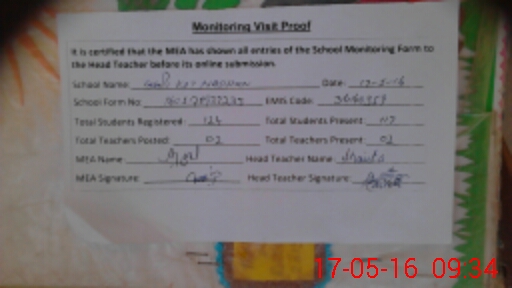 Monitoring Visit Proof
It is certified that the MEA has shown all entries of the School Monitoring Form to
the Head Teacher before its online submission.
School Name: Date: 17-5-16
School Form No: EMIS Code:
Total Students Registered: 124 Total Students Present: 117
Total Teachers Posted: 02 Total Teachers Present: 02
MEA Name: Head Teacher Name:
MEA Signature: Head Teacher Signature:
17-05-16 09:34